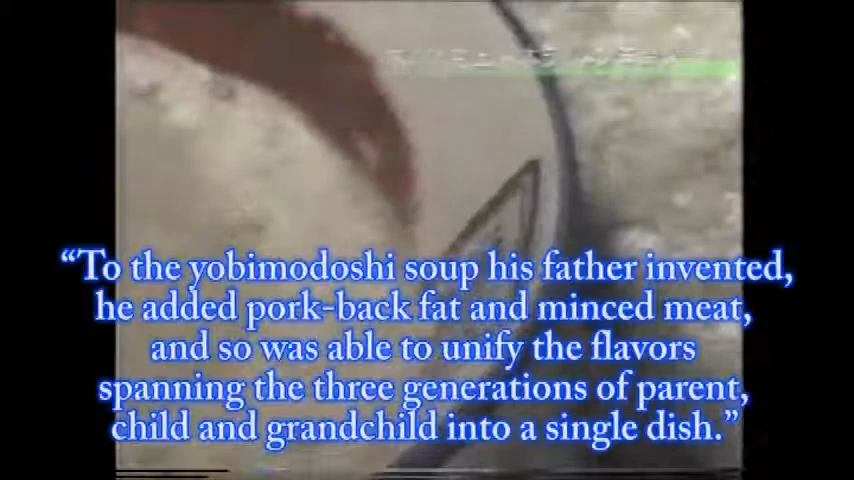 “To the yobimodoshi soup his father invented,
he added pork-back fat and minced meat,
and so was able to unify the flavors
spanning the three generations of parent,
child and grandchild into a single dish.”